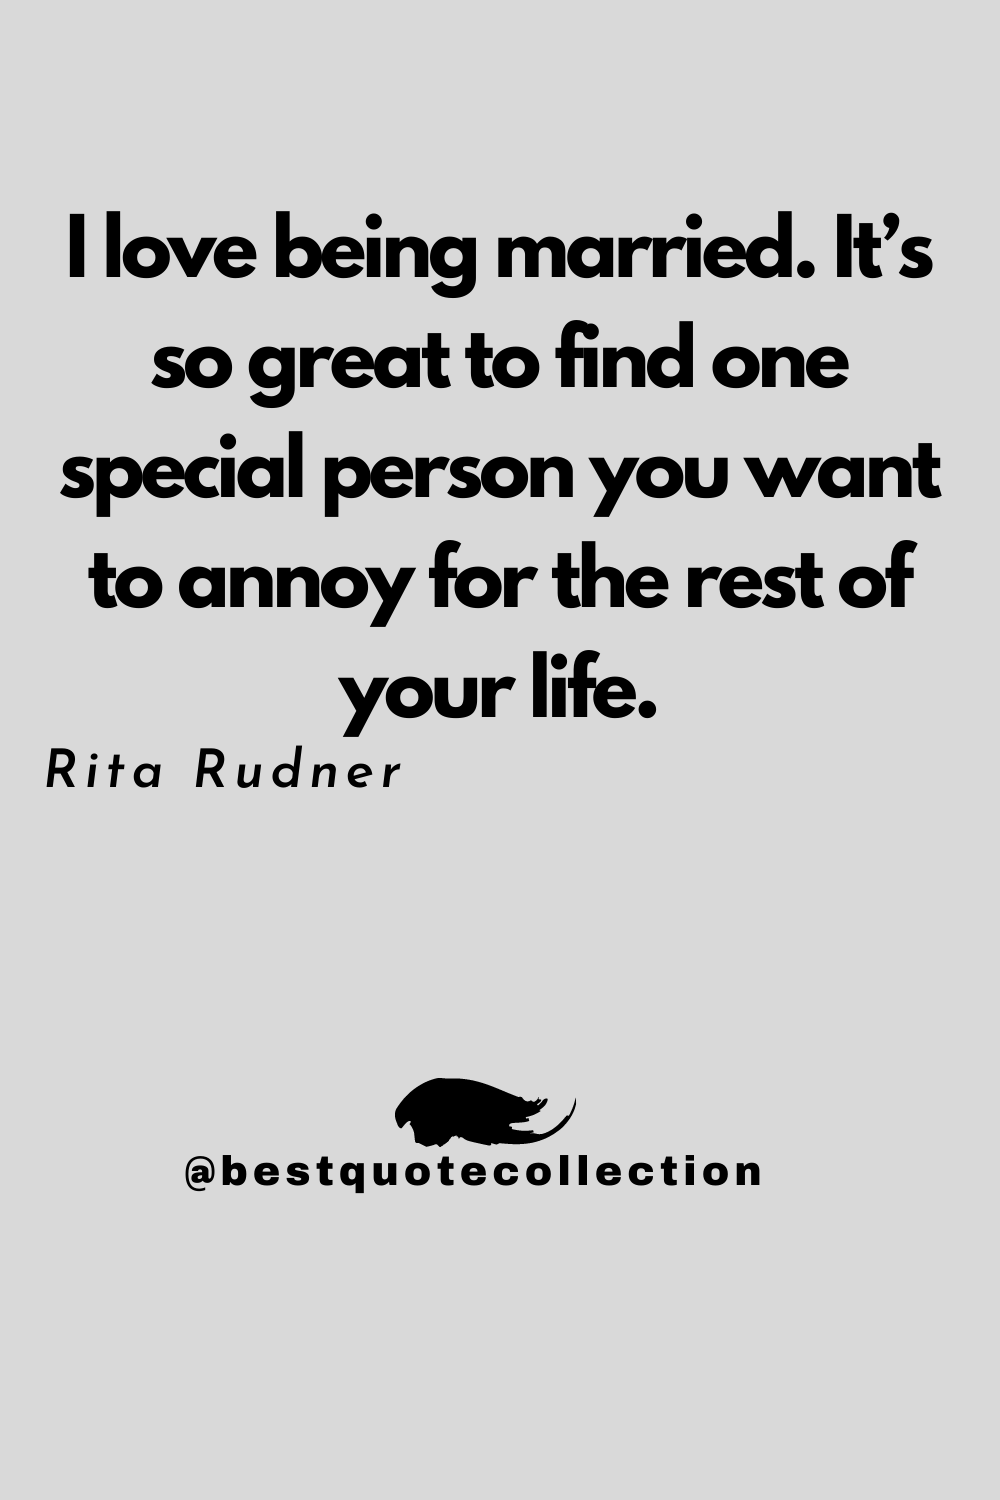 I love being married. It’s
so great to find one
special person you want
to annoy for the rest of
your life.
Rita Rudner
@bestquotecollection